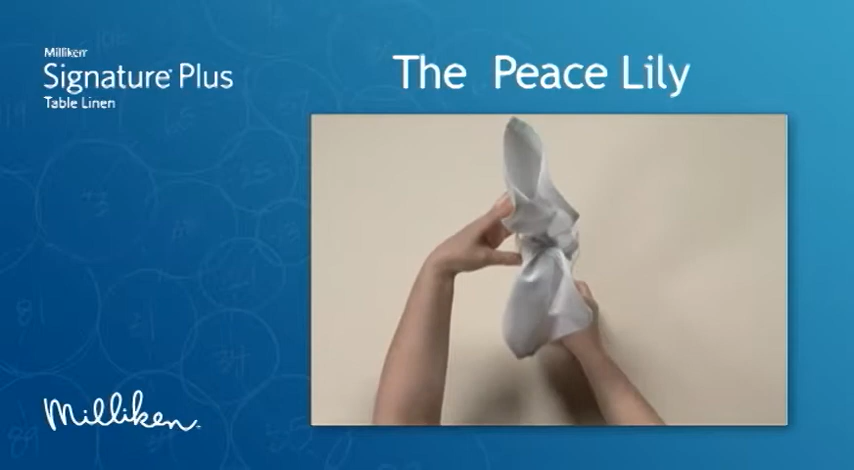 Milliken
Signature Plus
Table Linen
The Peace Lily
Milliken